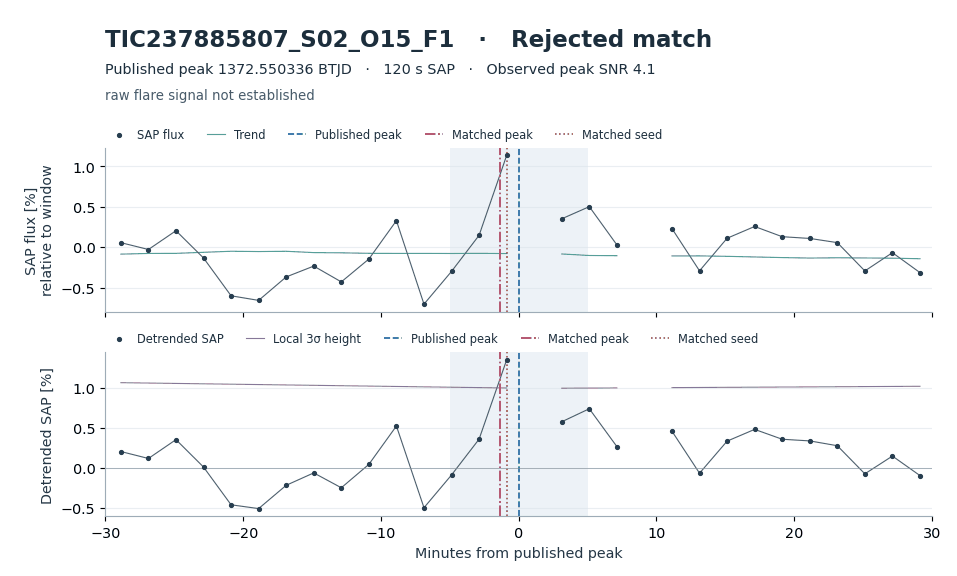 TIC237885807_S02_O15_F1 · Rejected match
Published peak 1372.550336 BTJD · 120 s SAP · Observed peak SNR 4.1
raw flare signal not established
SAP flux Trend Published peak Matched peak Matched seed
SAP flux [%]
relative to window
1.0
0.5
0.0
−0.5
Detrended SAP Local 3σ height Published peak Matched peak Matched seed
Detrended SAP [%]
1.0
0.5
0.0
−0.5
−30 −20 −10 0 10 20 30
Minutes from published peak